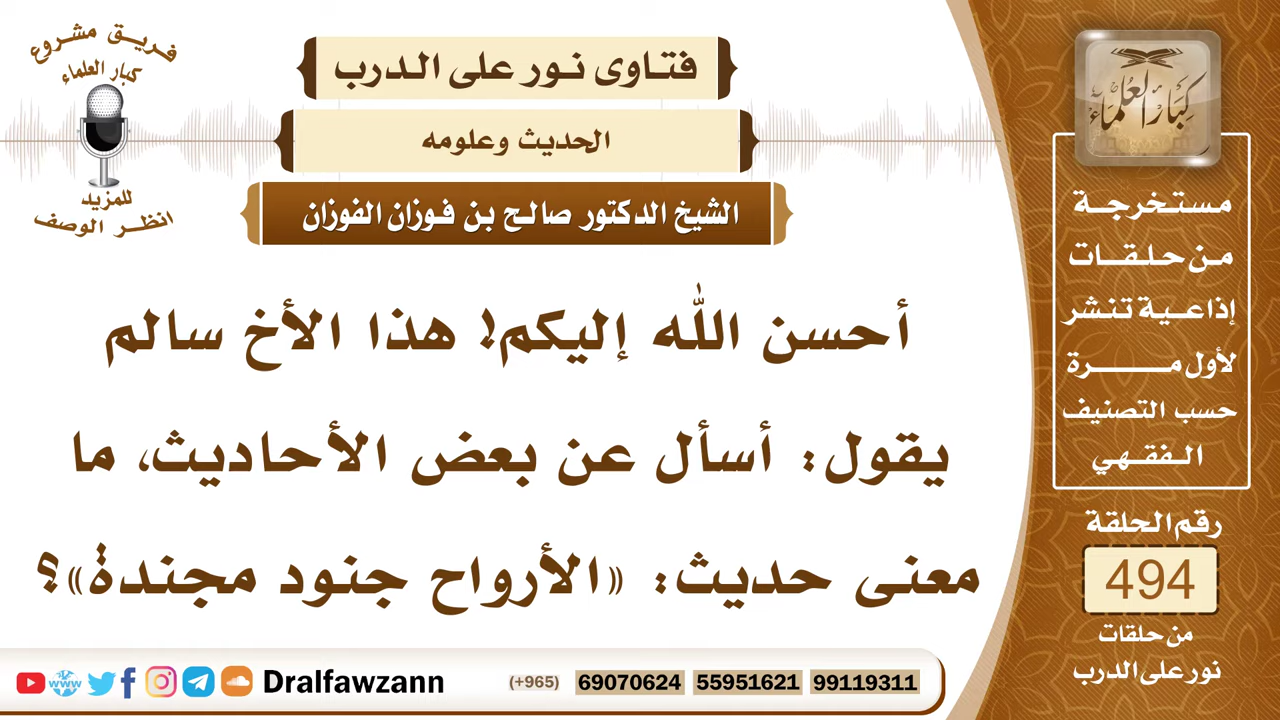 فريق مشروع
كبار العلماء
للمزيد
انظر الوصف
فتاوى نور على الدرب
الحديث وعلومه
الشيخ الدكتور صالح بن فوزان الفوزان
أحسن الله إليكم! هذا الأخ سالم
يقول: أسأل عن بعض الأحاديث، ما
معنى حديث: «الأرواح جنود مجندة»؟
كبار العلماء
مستخرجة
من حلقات
إذاعية تنشر
لأول مرة
حسب التصنيف
الفقهي
رقم الحلقة
494
من حلقات
نور على الدرب
www
Dralfawzann
(+965) 69070624 55951621 99119311